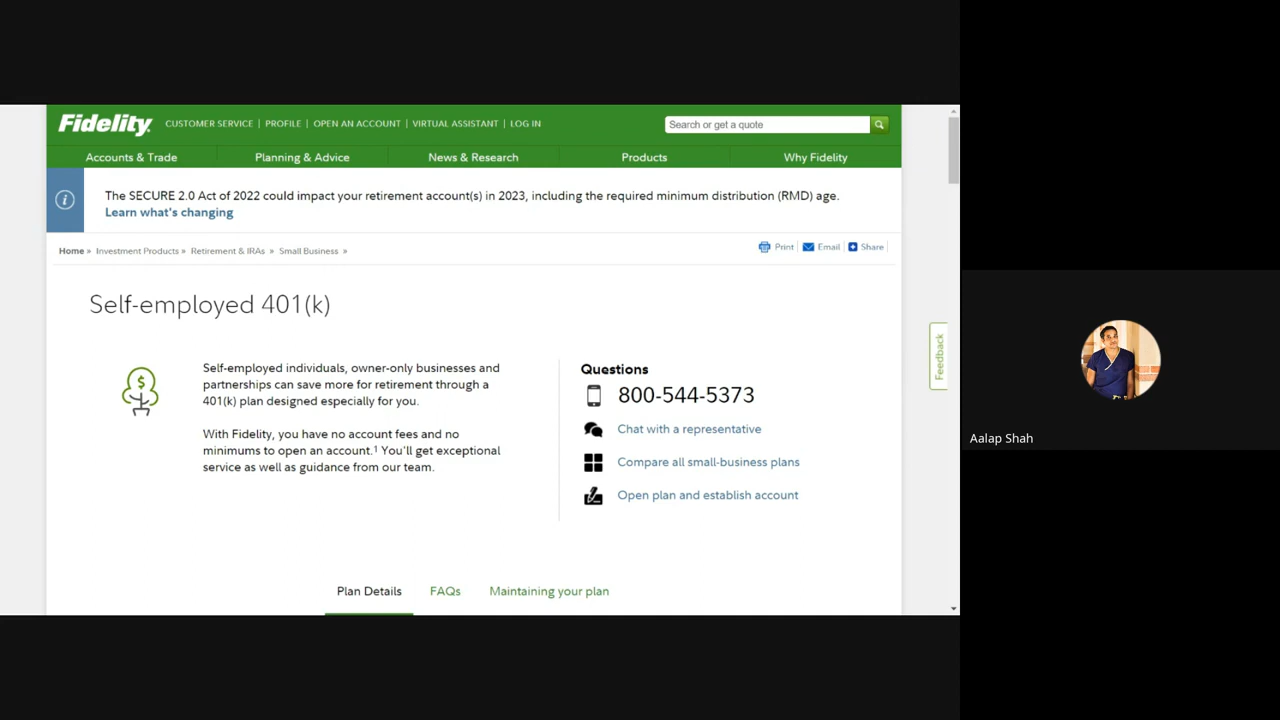 Fidelity
CUSTOMER SERVICE | PROFILE | OPEN AN ACCOUNT | VIRTUAL ASSISTANT | LOG IN
Search or get a quote
Accounts & Trade
Planning & Advice
News & Research
Products
Why Fidelity
The SECURE 2.0 Act of 2022 could impact your retirement account(s) in 2023, including the required minimum distribution (RMD) age.
Learn what's changing
Home » Investment Products » Retirement & IRAs » Small Business »
Print | Email | Share
Self-employed 401(k)
Self-employed individuals, owner-only businesses and
partnerships can save more for retirement through a
401(k) plan designed especially for you.
With Fidelity, you have no account fees and no
minimums to open an account.¹ You'll get exceptional
service as well as guidance from our team.
Questions
800-544-5373
Chat with a representative
Compare all small-business plans
Open plan and establish account
Feedback
Plan Details
FAQs
Maintaining your plan
Aalap Shah